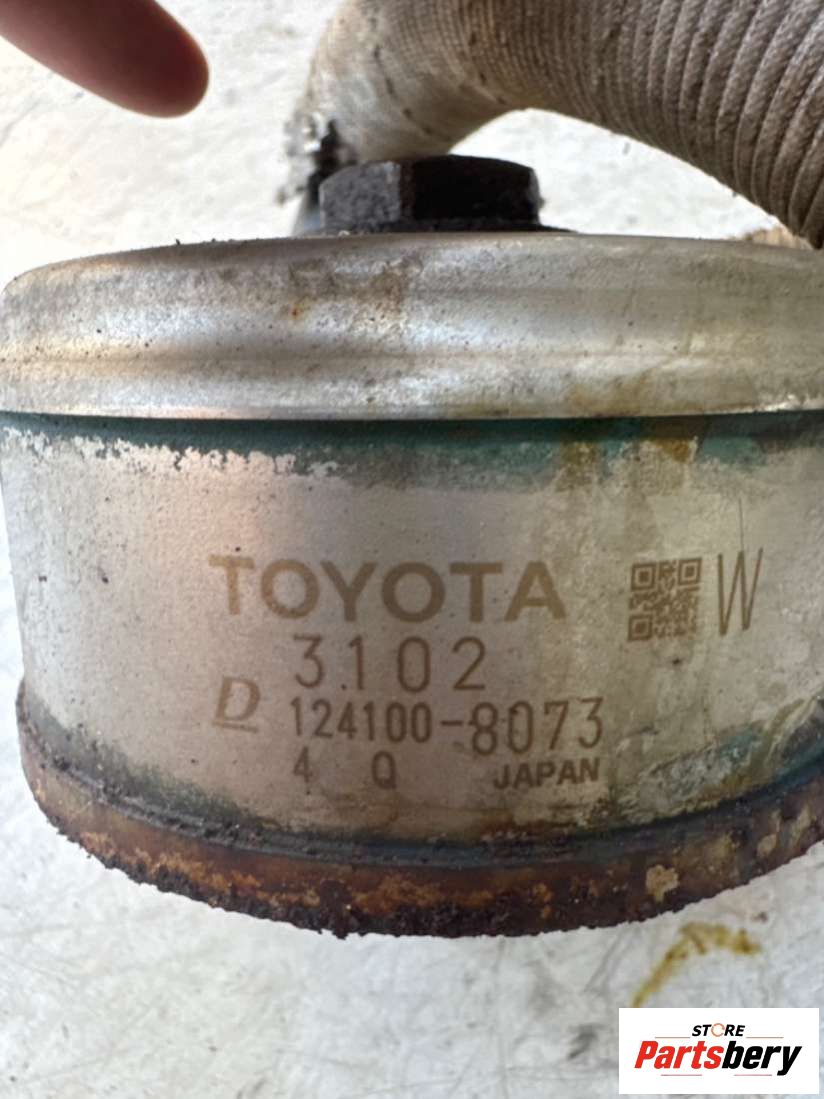 TOYOTA W
3102
D 124100-8073
4 Q JAPAN
STORE
Partsbery